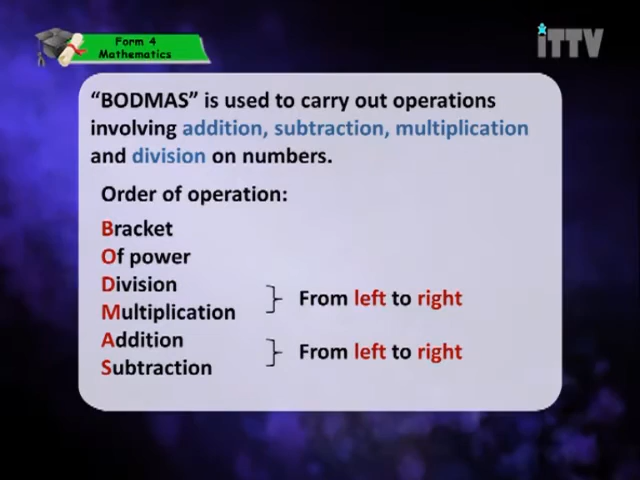 Form 4
Mathematics
iTTV
“BODMAS” is used to carry out operations
involving addition, subtraction, multiplication
and division on numbers.
Order of operation:
Bracket
Of power
Division
Multiplication
From left to right
Addition
Subtraction
From left to right